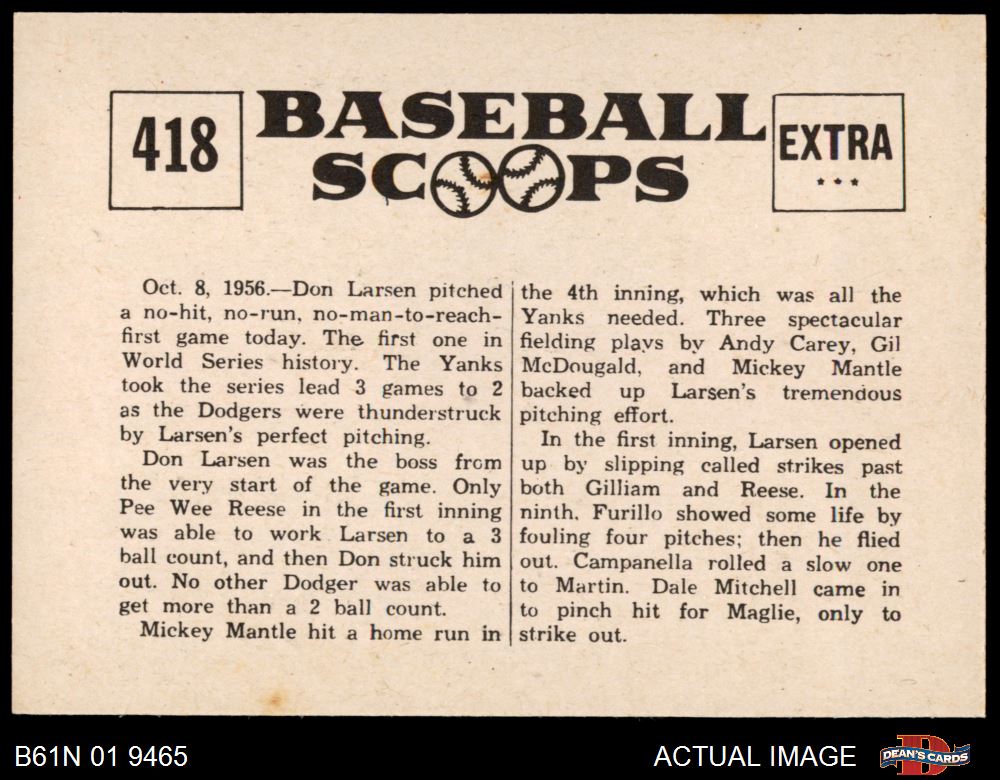 418
BASEBALL
SCOOPS
EXTRA
* * *
Oct. 8, 1956.—Don Larsen pitched
a no-hit, no-run, no-man-to-reach-
first game today. The first one in
World Series history. The Yanks
took the series lead 3 games to 2
as the Dodgers were thunderstruck
by Larsen's perfect pitching.
Don Larsen was the boss from
the very start of the game. Only
Pee Wee Reese in the first inning
was able to work Larsen to a 3
ball count, and then Don struck him
out. No other Dodger was able to
get more than a 2 ball count.
Mickey Mantle hit a home run in
the 4th inning, which was all the
Yanks needed. Three spectacular
fielding plays by Andy Carey, Gil
McDougald, and Mickey Mantle
backed up Larsen's tremendous
pitching effort.
In the first inning, Larsen opened
up by slipping called strikes past
both Gilliam and Reese. In the
ninth, Furillo showed some life by
fouling four pitches; then he flied
out. Campanella rolled a slow one
to Martin. Dale Mitchell came in
to pinch hit for Maglie, only to
strike out.
B61N 01 9465
ACTUAL IMAGE
DEAN'S CARDS